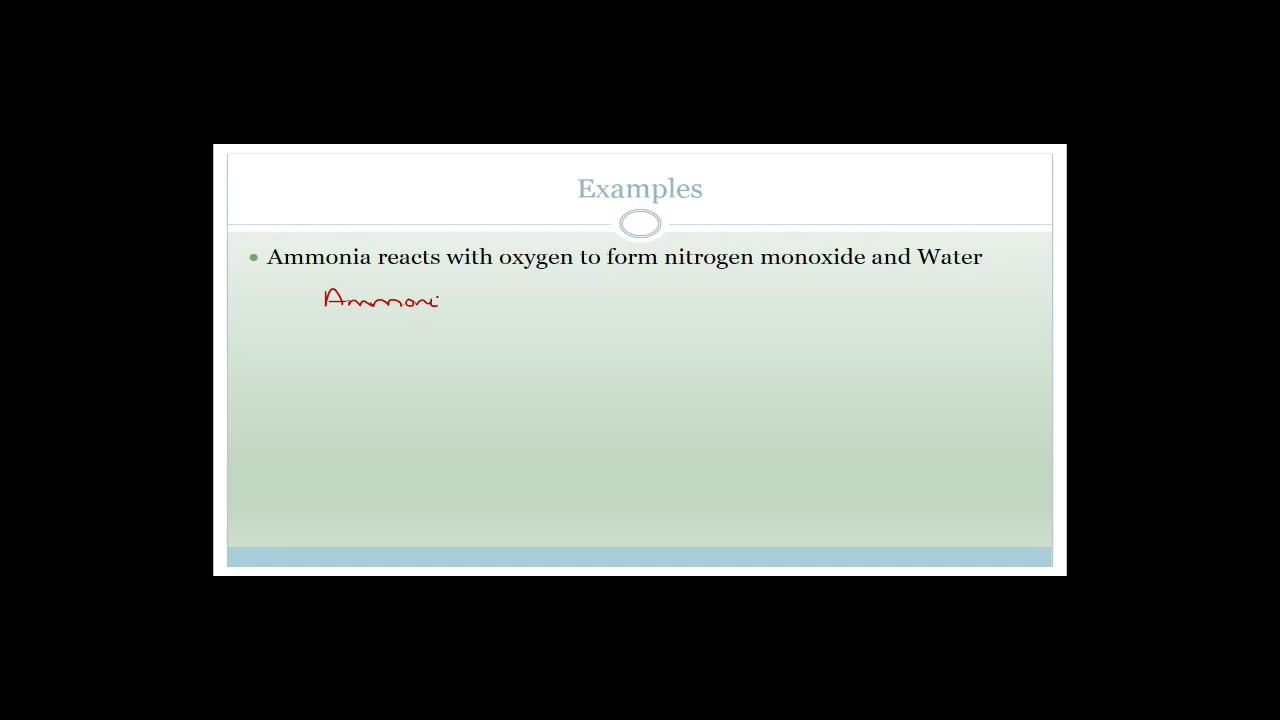 Examples
Ammonia reacts with oxygen to form nitrogen monoxide and Water
Ammoni